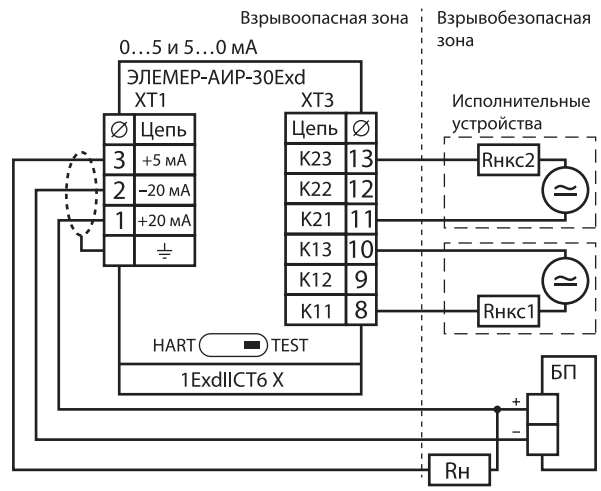 Взрывоопасная зона
Взрывобезопасная
зона
0…5 и 5…0 мА
ЭЛЕМЕР-АИР-30Exd
XT1
XT3
Исполнительные
устройства
∅ Цепь
3 +5 мА
2 –20 мА
1 +20 мА
Цепь ∅
К23 13
К22 12
К21 11
К13 10
К12 9
К11 8
Rнкс2
Rнкс1
HART TEST
1ExdIICT6 X
БП
+
–
Rн